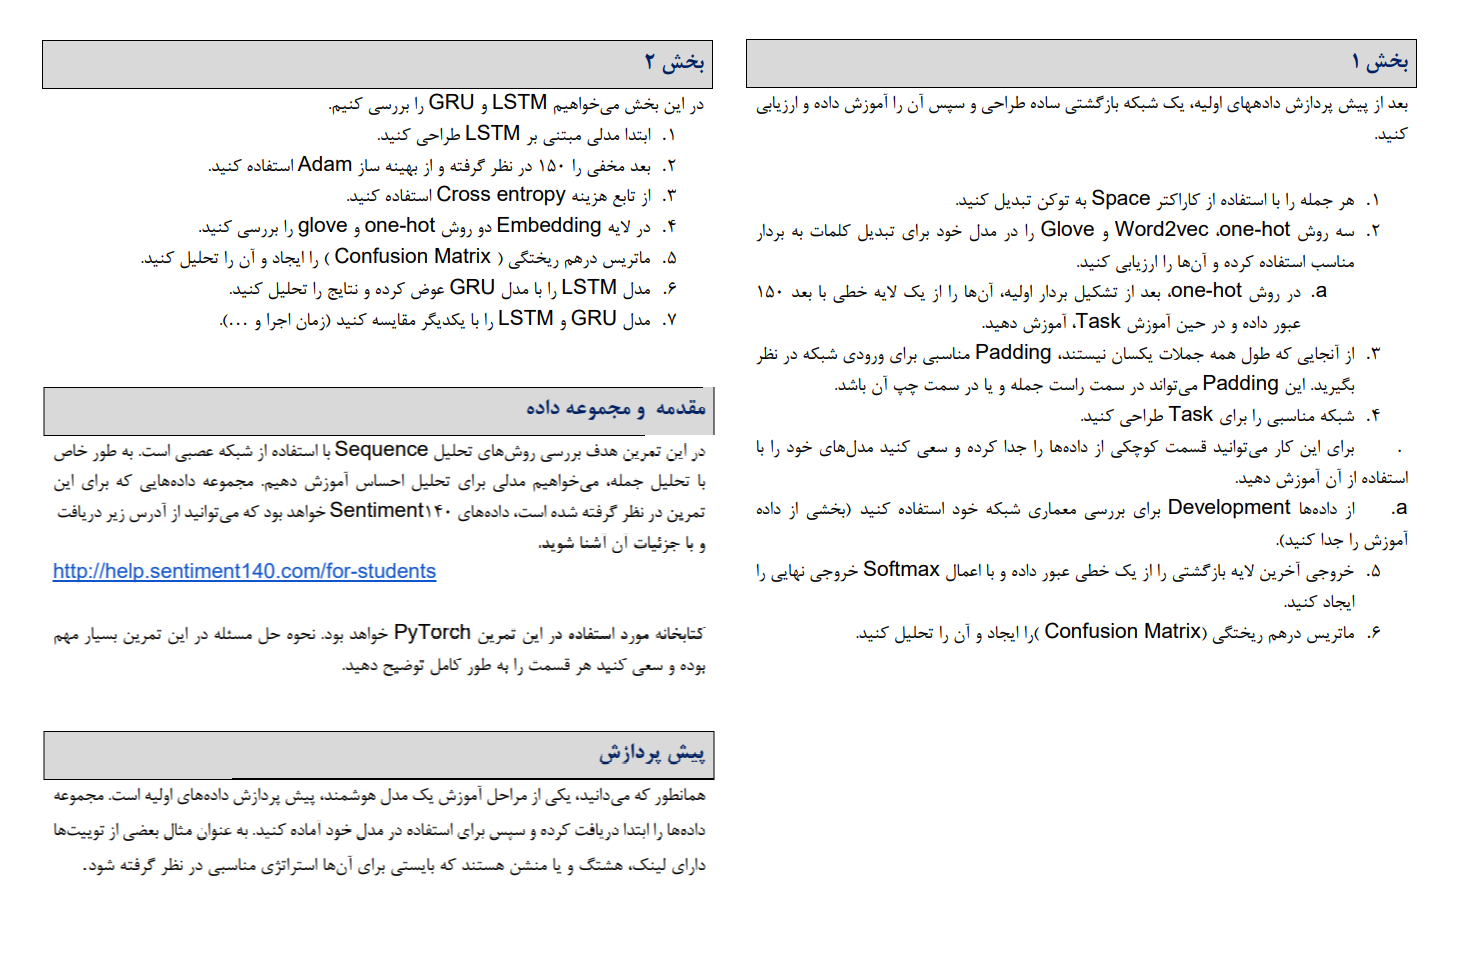 بخش ۱
بعد از پیش پردازش دادههای اولیه، یک شبکه بازگشتی ساده طراحی و سپس آن را آموزش داده و ارزیابی
کنید.
۱. هر جمله را با استفاده از کاراکتر Space به توکن تبدیل کنید.
۲. سه روش one-hot، Word2vec و Glove را در مدل خود برای تبدیل کلمات به بردار
مناسب استفاده کرده و آن‌ها را ارزیابی کنید.
a. در روش one-hot، بعد از تشکیل بردار اولیه، آن‌ها را از یک لایه خطی با بعد ۱۵۰
عبور داده و در حین آموزش Task، آموزش دهید.
۳. از آنجایی که طول همه جملات یکسان نیستند، Padding مناسبی برای ورودی شبکه در نظر
بگیرید. این Padding می‌تواند در سمت راست جمله و یا در سمت چپ آن باشد.
۴. شبکه مناسبی را برای Task طراحی کنید.
. برای این کار می‌توانید قسمت کوچکی از داده‌ها را جدا کرده و سعی کنید مدل‌های خود را با
استفاده از آن آموزش دهید.
a. از داده‌ها Development برای بررسی معماری شبکه خود استفاده کنید (بخشی از داده
آموزش را جدا کنید).
۵. خروجی آخرین لایه بازگشتی را از یک خطی عبور داده و با اعمال Softmax خروجی نهایی را
ایجاد کنید.
۶. ماتریس درهم ریختگی (Confusion Matrix )را ایجاد و آن را تحلیل کنید.
بخش ۲
در این بخش می‌خواهیم LSTM و GRU را بررسی کنیم.
۱. ابتدا مدلی مبتنی بر LSTM طراحی کنید.
۲. بعد مخفی را ۱۵۰ در نظر گرفته و از بهینه ساز Adam استفاده کنید.
۳. از تابع هزینه Cross entropy استفاده کنید.
۴. در لایه Embedding دو روش one-hot و glove را بررسی کنید.
۵. ماتریس درهم ریختگی ( Confusion Matrix ) را ایجاد و آن را تحلیل کنید.
۶. مدل LSTM را با مدل GRU عوض کرده و نتایج را تحلیل کنید.
۷. مدل GRU و LSTM را با یکدیگر مقایسه کنید (زمان اجرا و ...).
مقدمه و مجموعه داده
در این تمرین هدف بررسی روش‌های تحلیل Sequence با استفاده از شبکه عصبی است. به طور خاص
با تحلیل جمله، می‌خواهیم مدلی برای تحلیل احساس آموزش دهیم. مجموعه داده‌هایی که برای این
تمرین در نظر گرفته شده است، داده‌های Sentiment۱۴۰ خواهد بود که می‌توانید از آدرس زیر دریافت
و با جزئیات آن آشنا شوید.
http://help.sentiment140.com/for-students
کتابخانه مورد استفاده در این تمرین PyTorch خواهد بود. نحوه حل مسئله در این تمرین بسیار مهم
بوده و سعی کنید هر قسمت را به طور کامل توضیح دهید.
پیش پردازش
همانطور که می‌دانید، یکی از مراحل آموزش یک مدل هوشمند، پیش پردازش داده‌های اولیه است. مجموعه
داده‌ها را ابتدا دریافت کرده و سپس برای استفاده در مدل خود آماده کنید. به عنوان مثال بعضی از توییت‌ها
دارای لینک، هشتگ و یا منشن هستند که بایستی برای آن‌ها استراتژی مناسبی در نظر گرفته شود.